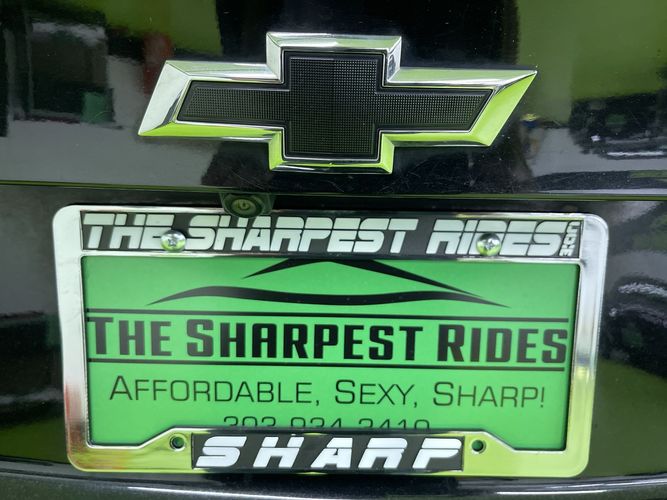 THE SHARPEST RIDES
THE SHARPEST RIDES
AFFORDABLE, SEXY, SHARP!
SHARP